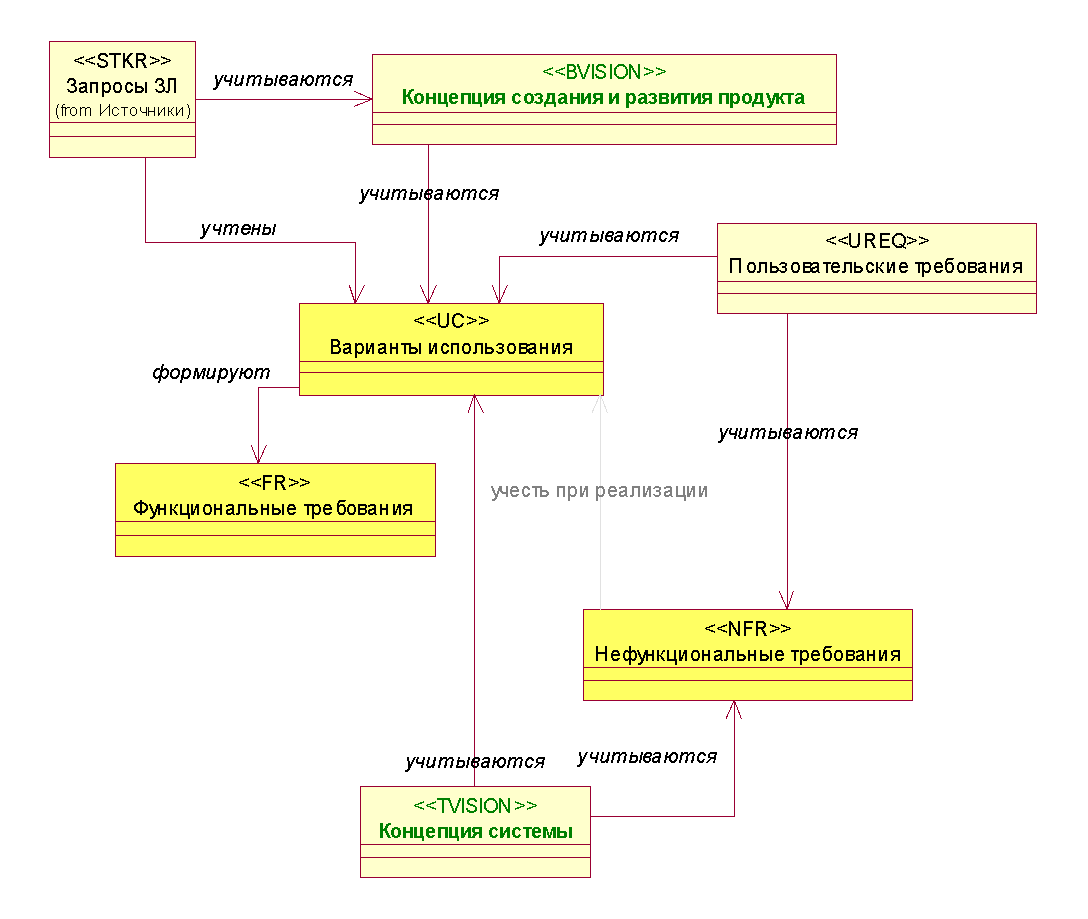 <<STKR>>
Запросы ЗЛ
(from Источники)
учитываются
<<BVISION>>
Концепция создания и развития продукта
учитываются
учтены
учитываются
<<UREQ>>
Пользовательские требования
<<UC>>
Варианты использования
формируют
учитываются
<<FR>>
Функциональные требования
учесть при реализации
<<NFR>>
Нефункциональные требования
учитываются
учитываются
<<TVISION>>
Концепция системы